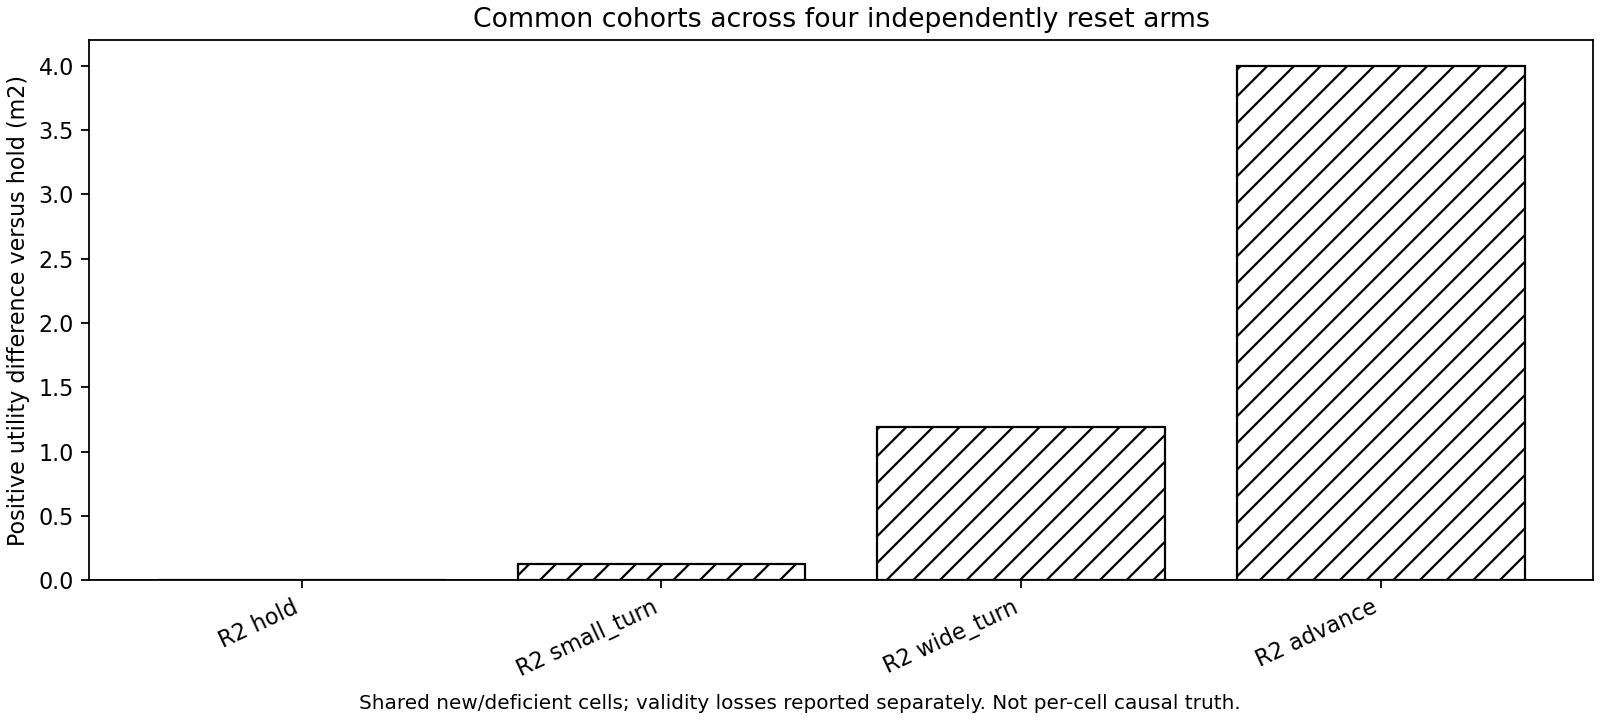 Common cohorts across four independently reset arms
Positive utility difference versus hold (m2)
4.0
3.5
3.0
2.5
2.0
1.5
1.0
0.5
0.0
R2 hold
R2 small_turn
R2 wide_turn
R2 advance
Shared new/deficient cells; validity losses reported separately. Not per-cell causal truth.